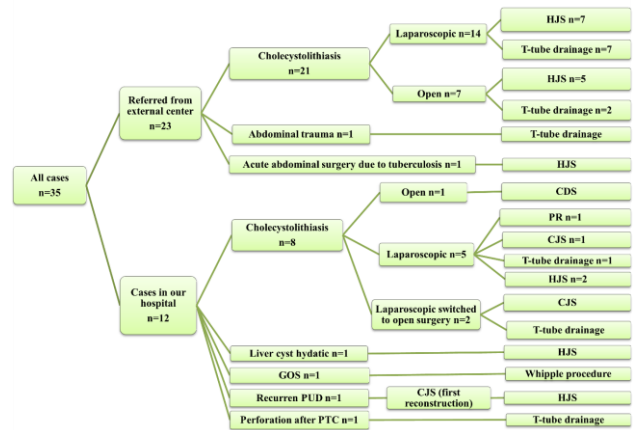 All cases
n=35
Referred from
external center
n=23
Cholecystolithiasis
n=21
Laparoscopic n=14
HJS n=7
T-tube drainage n=7
Open n=7
HJS n=5
T-tube drainage n=2
Abdominal trauma n=1
T-tube drainage
Acute abdominal surgery due to tuberculosis n=1
HJS
Cases in our
hospital
n=12
Cholecystolithiasis
n=8
Open n=1
CDS
Laparoscopic n=5
PR n=1
CJS n=1
T-tube drainage n=1
HJS n=2
Laparoscopic switched
to open surgery n=2
CJS
T-tube drainage
Liver cyst hydatic n=1
HJS
GOS n=1
Whipple procedure
Recurren PUD n=1
CJS (first
reconstruction)
HJS
Perforation after PTC n=1
T-tube drainage